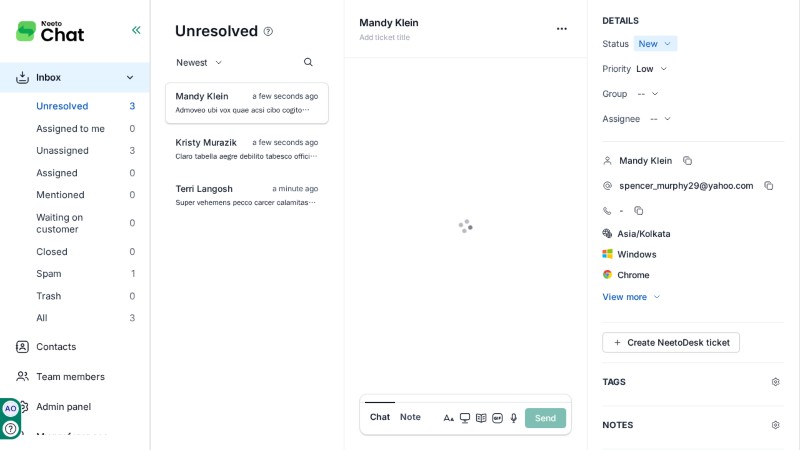 Neeto
Chat
Inbox
Unresolved 3
Assigned to me 0
Unassigned 3
Assigned 0
Mentioned 0
Waiting on
customer 0
Closed 0
Spam 1
Trash 0
All 3
Contacts
Team members
Admin panel
AO
Unresolved
Newest
Mandy Klein a few seconds ago
Admoveo ubi vox quae acsi cibo cogito···
Kristy Murazik a few seconds ago
Claro tabella aegre debilito tabesco offici···
Terri Langosh a minute ago
Super vehemens pecco carcer calamitas···
Mandy Klein
Add ticket title
Chat Note Send
DETAILS
Status New
Priority Low
Group --
Assignee --
Mandy Klein
spencer_murphy29@yahoo.com
-
Asia/Kolkata
Windows
Chrome
View more
+ Create NeetoDesk ticket
TAGS
NOTES